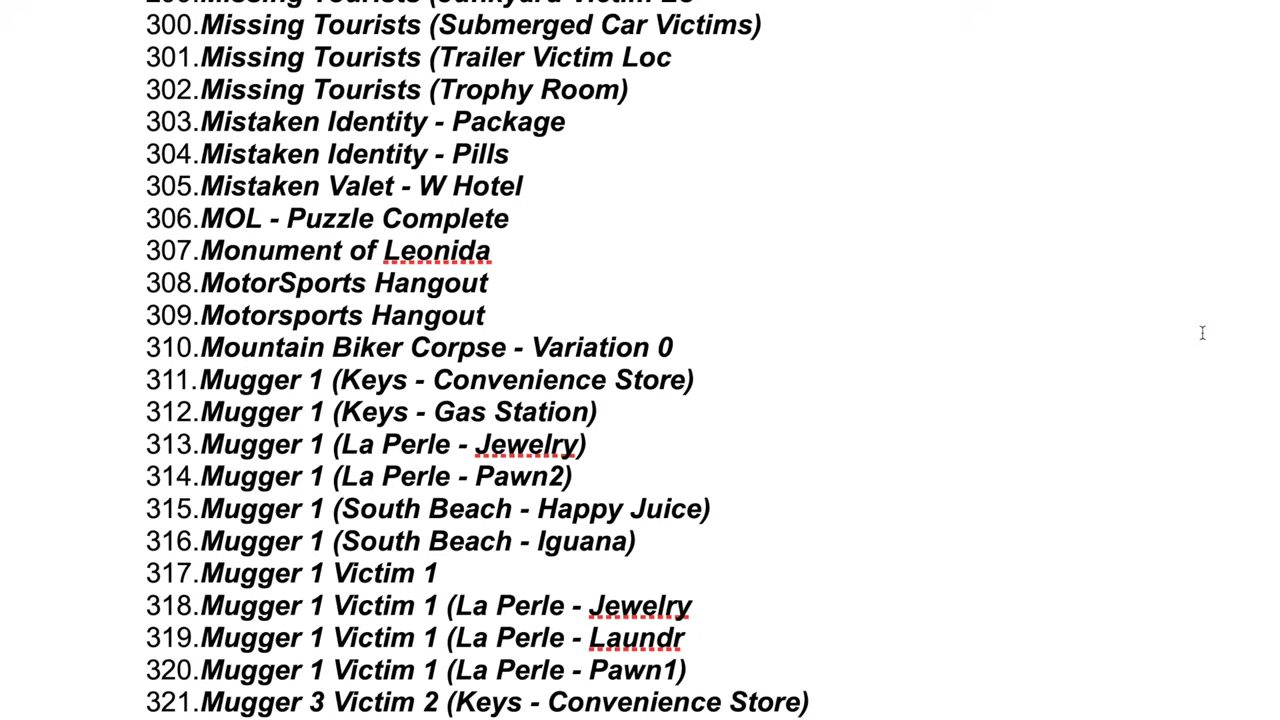 300.Missing Tourists (Submerged Car Victims)
301.Missing Tourists (Trailer Victim Loc
302.Missing Tourists (Trophy Room)
303.Mistaken Identity - Package
304.Mistaken Identity - Pills
305.Mistaken Valet - W Hotel
306.MOL - Puzzle Complete
307.Monument of Leonida
308.MotorSports Hangout
309.Motorsports Hangout
310.Mountain Biker Corpse - Variation 0
311.Mugger 1 (Keys - Convenience Store)
312.Mugger 1 (Keys - Gas Station)
313.Mugger 1 (La Perle - Jewelry)
314.Mugger 1 (La Perle - Pawn2)
315.Mugger 1 (South Beach - Happy Juice)
316.Mugger 1 (South Beach - Iguana)
317.Mugger 1 Victim 1
318.Mugger 1 Victim 1 (La Perle - Jewelry
319.Mugger 1 Victim 1 (La Perle - Laundr
320.Mugger 1 Victim 1 (La Perle - Pawn1)
321.Mugger 3 Victim 2 (Keys - Convenience Store)